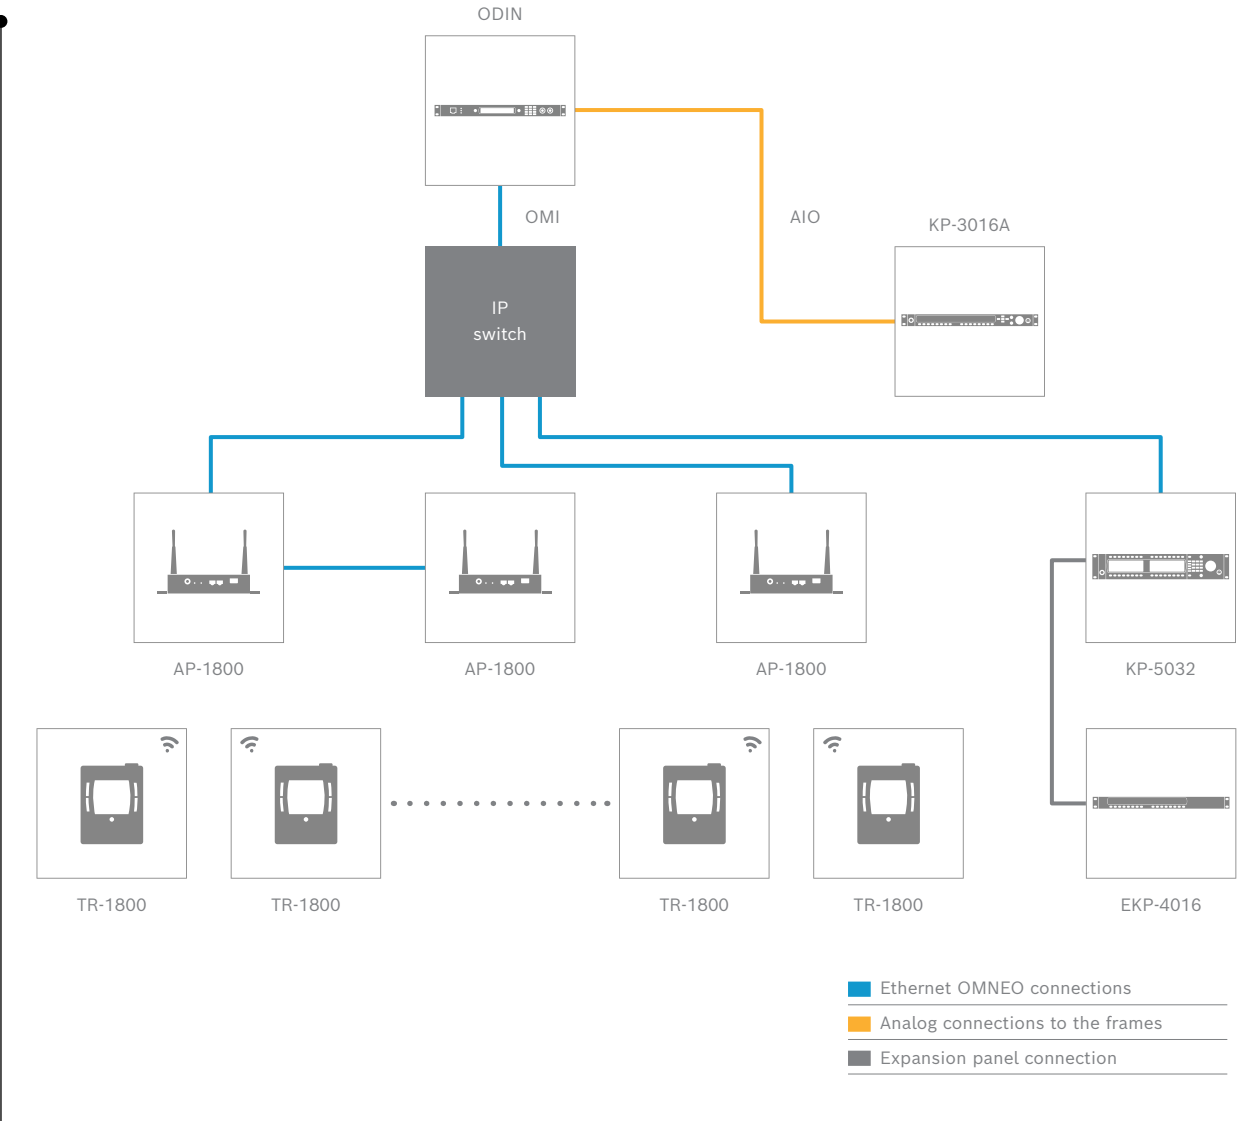 ODIN
OMI
AIO
KP-3016A
IP
switch
AP-1800
AP-1800
AP-1800
KP-5032
TR-1800
TR-1800
TR-1800
TR-1800
EKP-4016
Ethernet OMNEO connections
Analog connections to the frames
Expansion panel connection